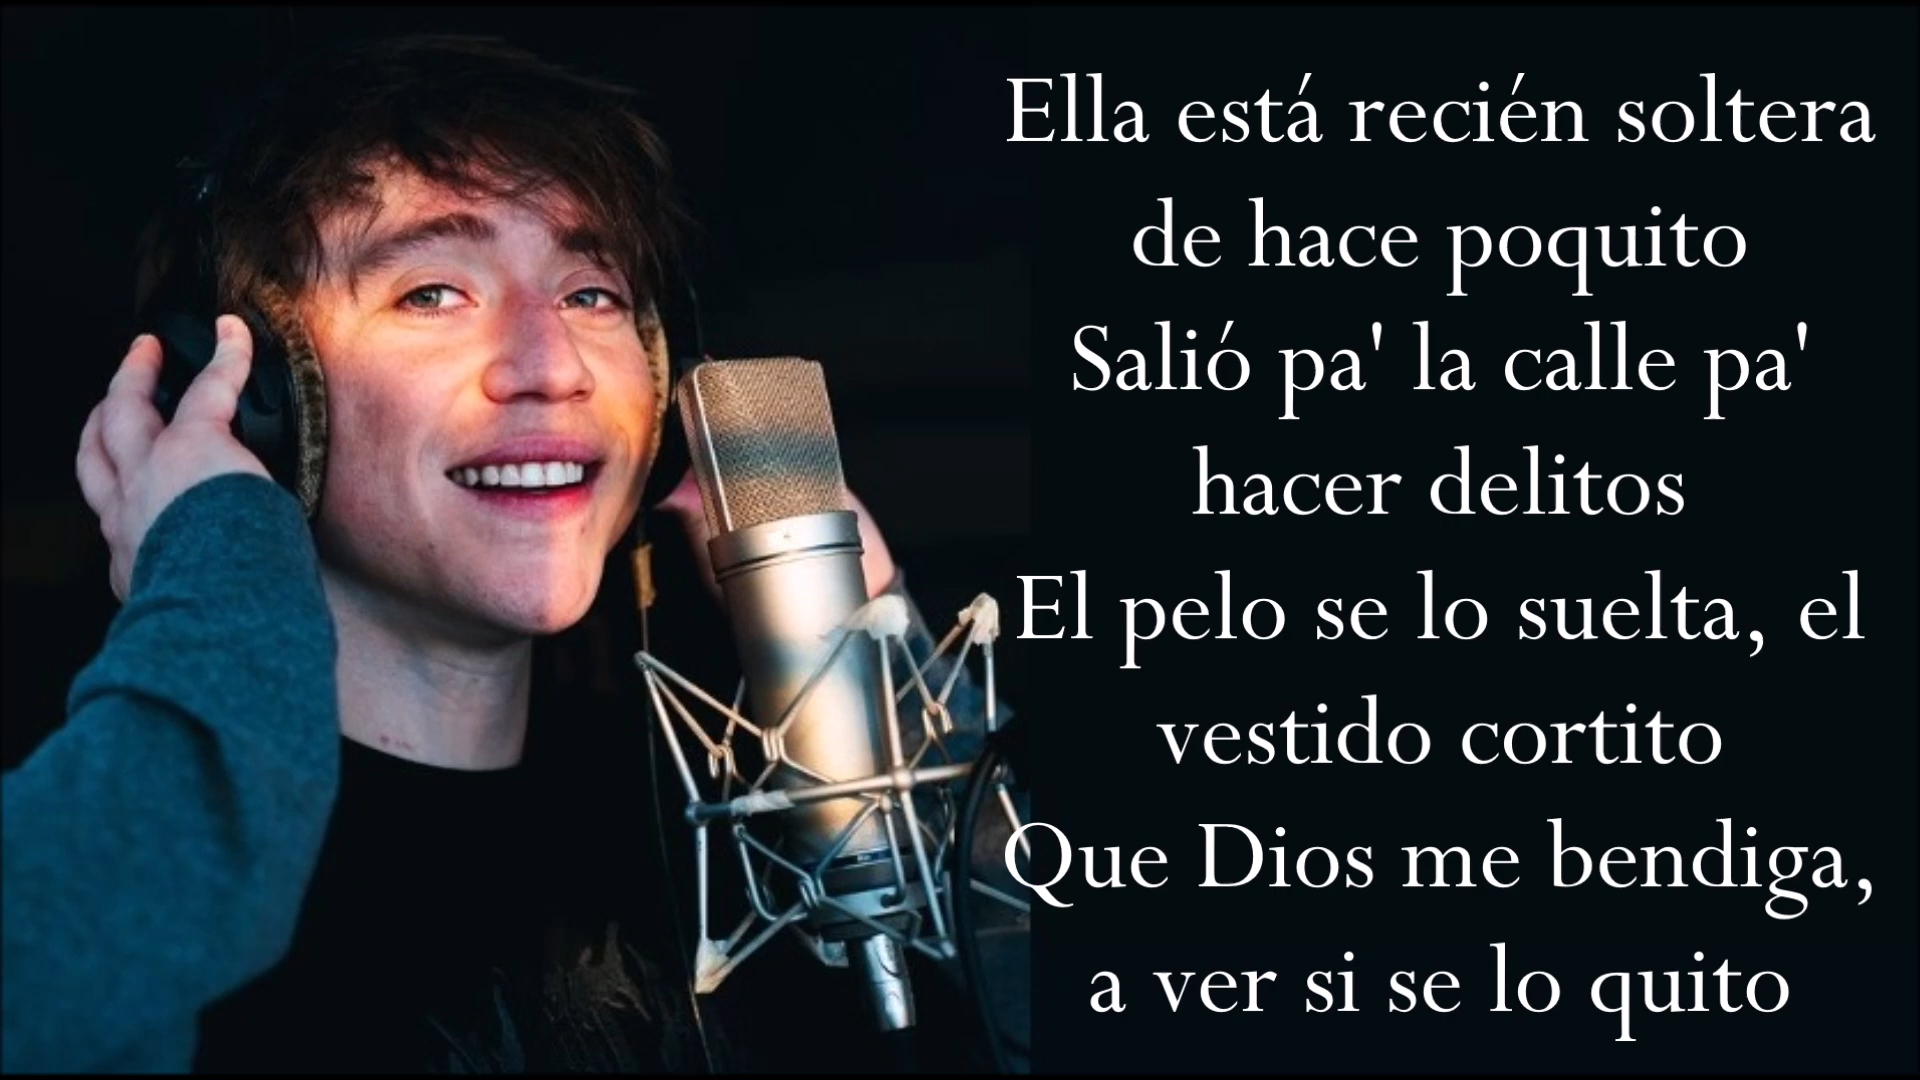 Ella está recién soltera
de hace poquito
Salió pa' la calle pa'
hacer delitos
El pelo se lo suelta, el
vestido cortito
Que Dios me bendiga,
a ver si se lo quito